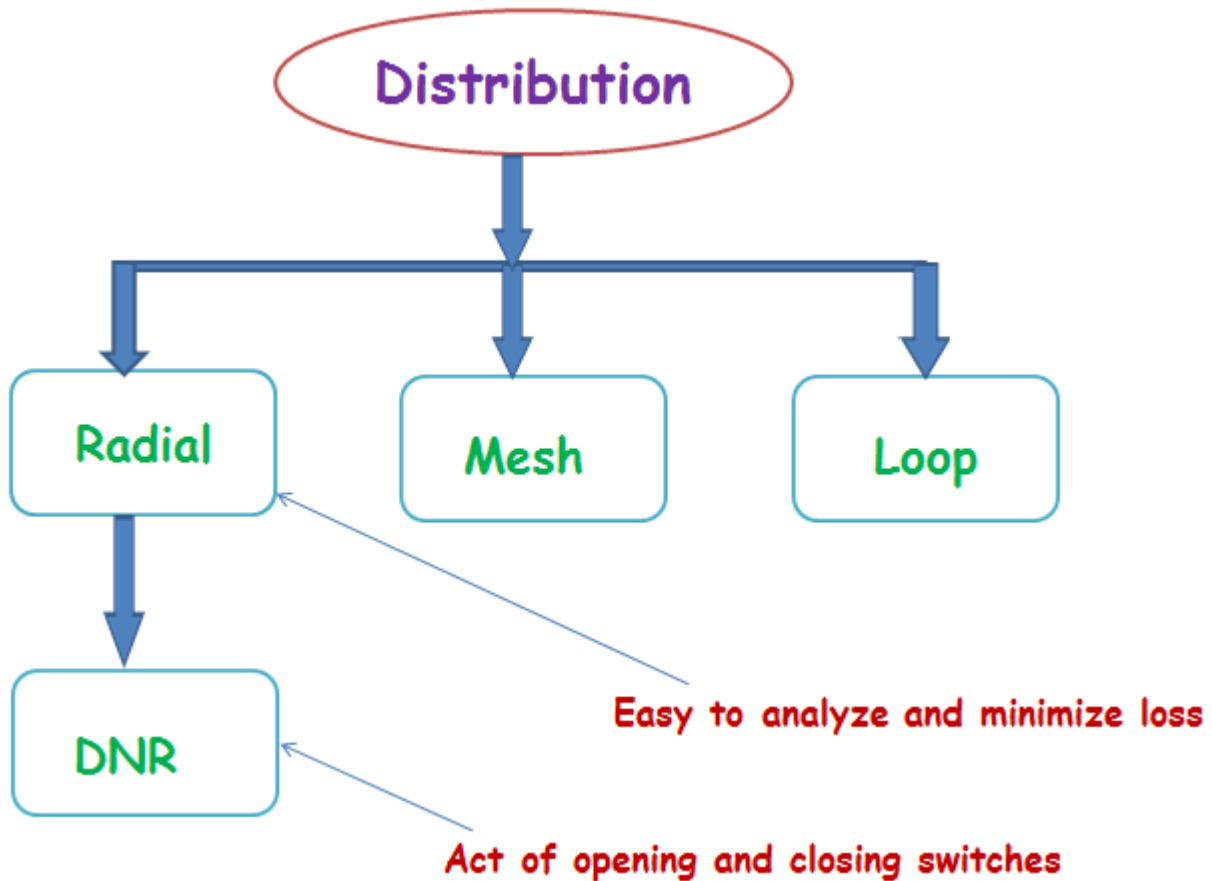 Distribution
Radial
Mesh
Loop
Easy to analyze and minimize loss
DNR
Act of opening and closing switches